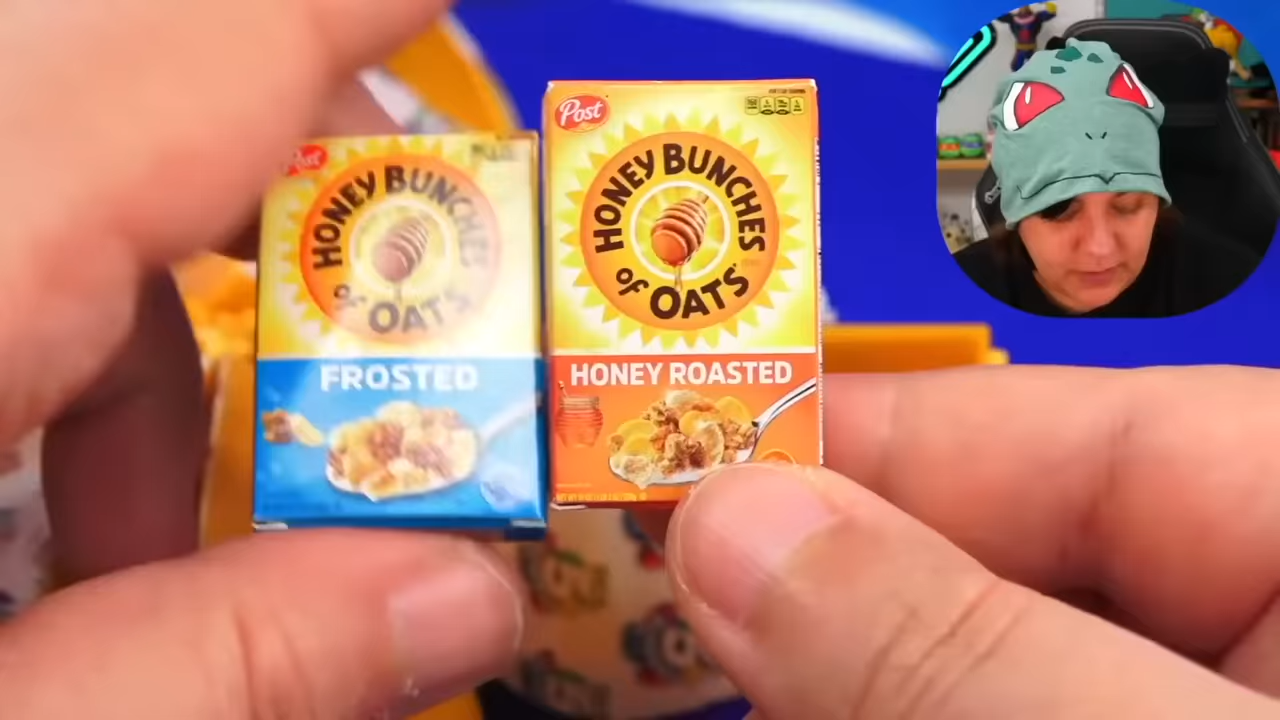 Post
HONEY BUNCHES
of OATS
FROSTED
Post
HONEY BUNCHES
of OATS
HONEY ROASTED